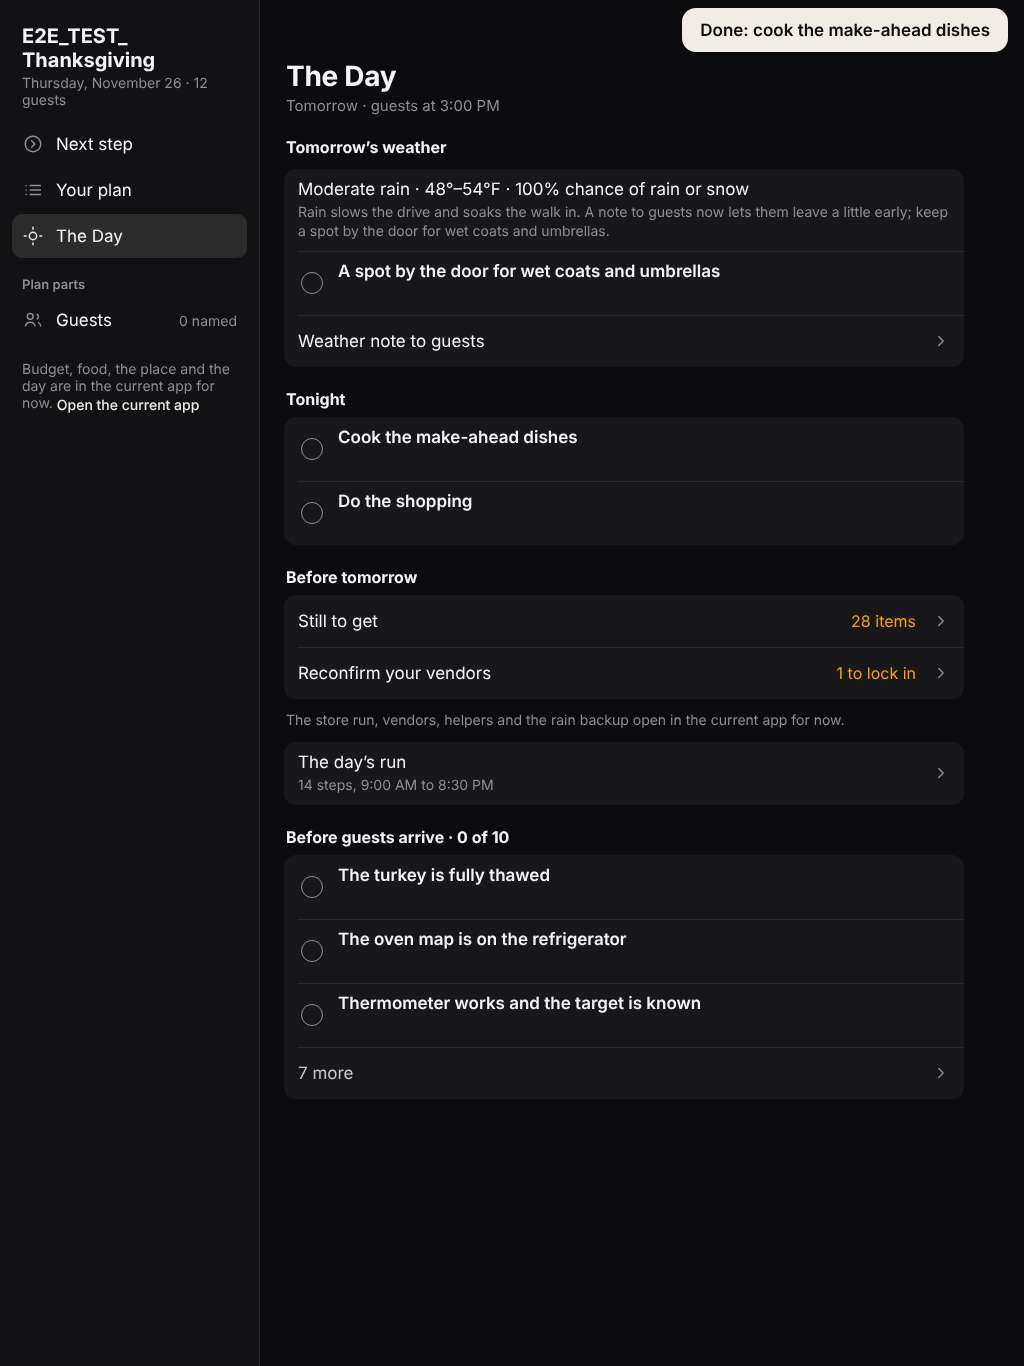 Done: cook the make-ahead dishes
E2E_TEST_
Thanksgiving
Thursday, November 26 · 12
guests
Next step
Your plan
The Day
Plan parts
Guests 0 named
Budget, food, the place and the
day are in the current app for
now. Open the current app
The Day
Tomorrow · guests at 3:00 PM
Tomorrow’s weather
Moderate rain · 48°–54°F · 100% chance of rain or snow
Rain slows the drive and soaks the walk in. A note to guests now lets them leave a little early; keep
a spot by the door for wet coats and umbrellas.
A spot by the door for wet coats and umbrellas
Weather note to guests
Tonight
Cook the make-ahead dishes
Do the shopping
Before tomorrow
Still to get 28 items
Reconfirm your vendors 1 to lock in
The store run, vendors, helpers and the rain backup open in the current app for now.
The day’s run
14 steps, 9:00 AM to 8:30 PM
Before guests arrive · 0 of 10
The turkey is fully thawed
The oven map is on the refrigerator
Thermometer works and the target is known
7 more